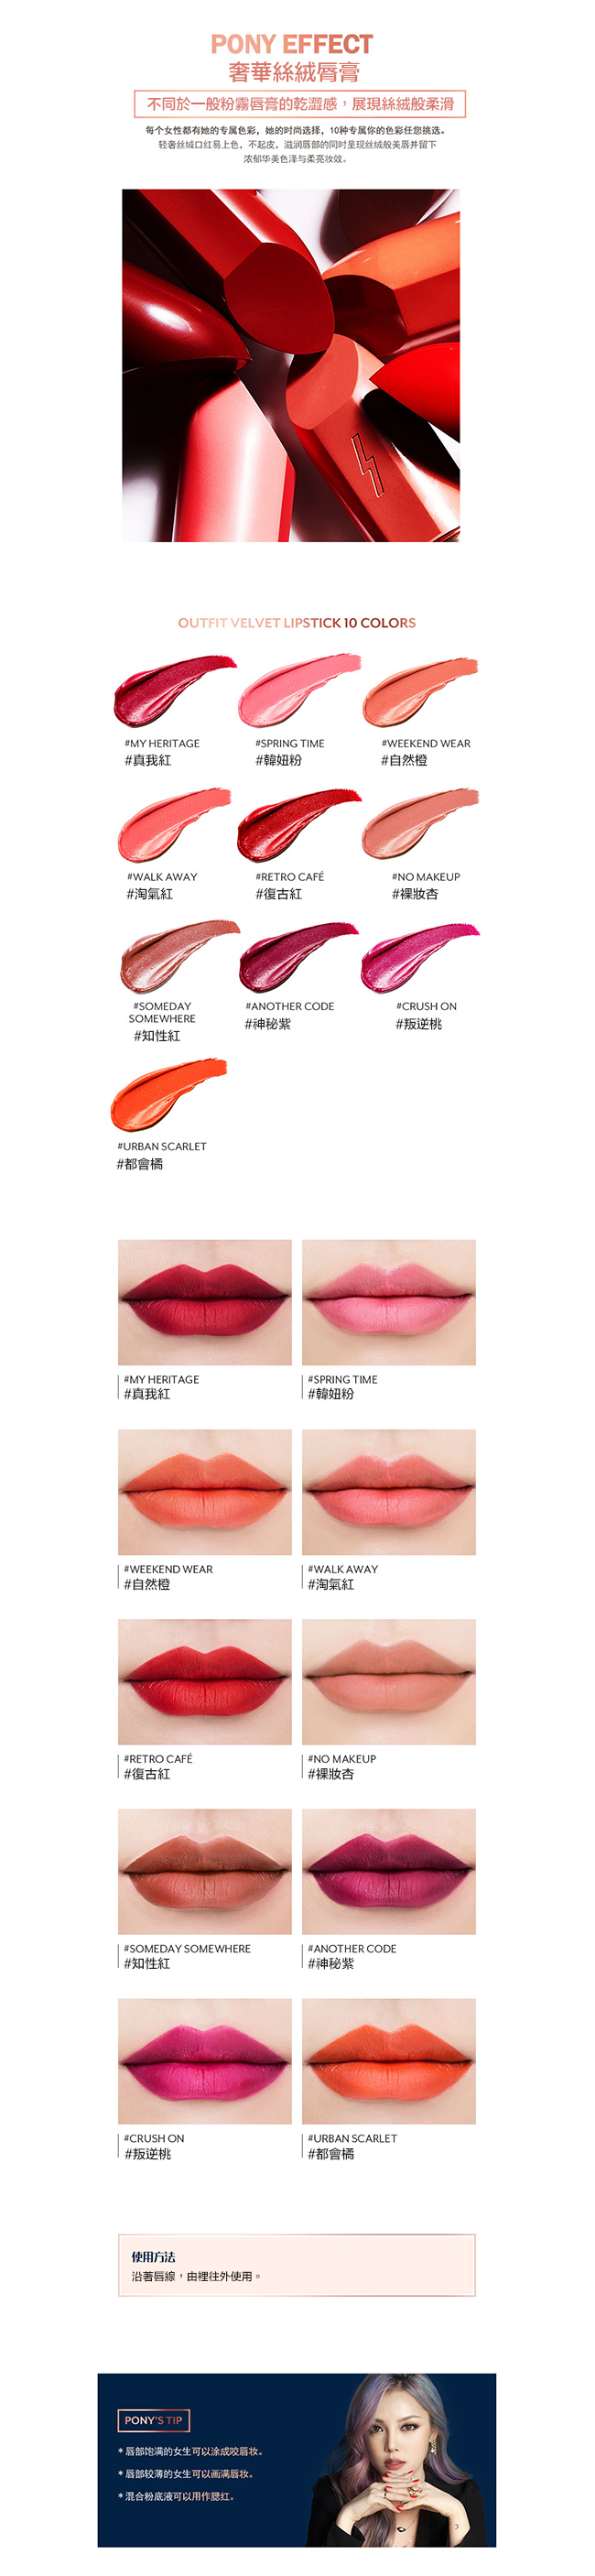 PONY EFFECT
奢華絲絨唇膏
不同於一般粉霧唇膏的乾澀感，展現絲絨般柔滑
每个女性都有她的专属色彩，她的时尚选择，10种专属你的色彩任您挑选。
轻奢丝绒口红易上色，不起皮，滋润唇部的同时呈现丝绒般美唇并留下
浓郁华美色泽与柔亮妆效。
OUTFIT VELVET LIPSTICK 10 COLORS
#MY HERITAGE
#真我紅
#SPRING TIME
#韓妞粉
#WEEKEND WEAR
#自然橙
#WALK AWAY
#淘氣紅
#RETRO CAFÉ
#復古紅
#NO MAKEUP
#裸妝杏
#SOMEDAY
SOMEWHERE
#知性紅
#ANOTHER CODE
#神秘紫
#CRUSH ON
#叛逆桃
#URBAN SCARLET
#都會橘
#MY HERITAGE
#真我紅
#SPRING TIME
#韓妞粉
#WEEKEND WEAR
#自然橙
#WALK AWAY
#淘氣紅
#RETRO CAFÉ
#復古紅
#NO MAKEUP
#裸妝杏
#SOMEDAY SOMEWHERE
#知性紅
#ANOTHER CODE
#神秘紫
#CRUSH ON
#叛逆桃
#URBAN SCARLET
#都會橘
使用方法
沿著唇線，由裡往外使用。
PONY'S TIP
* 唇部饱满的女生可以涂成咬唇妆。
* 唇部较薄的女生可以画满唇妆。
* 混合粉底液可以用作腮红。